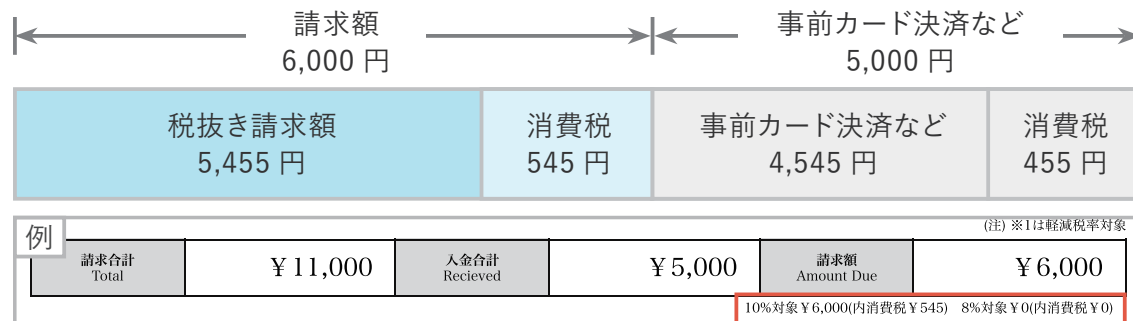 請求額
6,000 円
事前カード決済など
5,000 円
税抜き請求額
5,455 円
消費税
545 円
事前カード決済など
4,545 円
消費税
455 円
例
(注) ※1は軽減税率対象
請求合計
Total
¥11,000
入金合計
Recieved
¥5,000
請求額
Amount Due
¥6,000
10%対象¥6,000(内消費税¥545) 8%対象¥0(内消費税¥0)